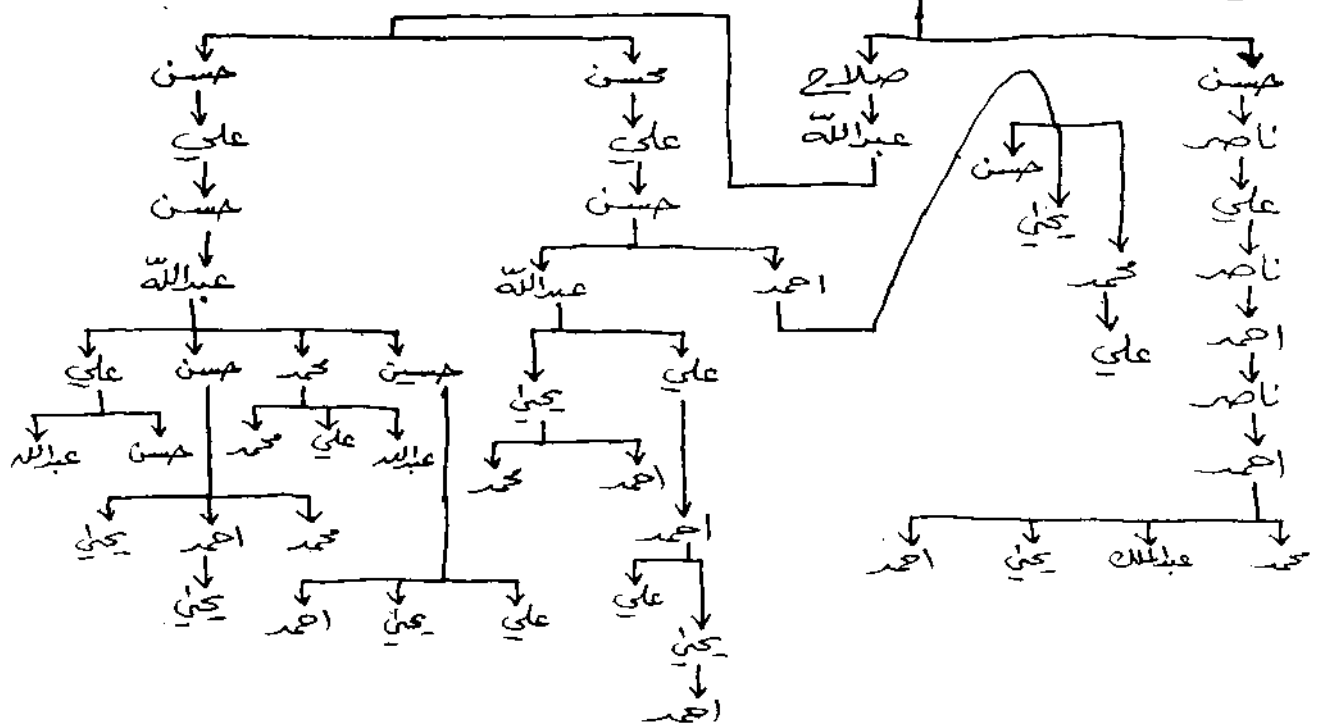 حسن صلاح محسن حسن
ناصر عبدالله علي علي
حسن
علي يحيى حسن حسن
ناصر محمد احمد عبدالله عبدالله
احمد علي علي حسين محمد حسن علي
ناصر يحيى
احمد احمد محمد عبدالله علي محمد حسن عبدالله
محمد عبدالملك يحيى احمد احمد محمد احمد يحيى
علي علي يحيى احمد يحيى
يحيى
احمد